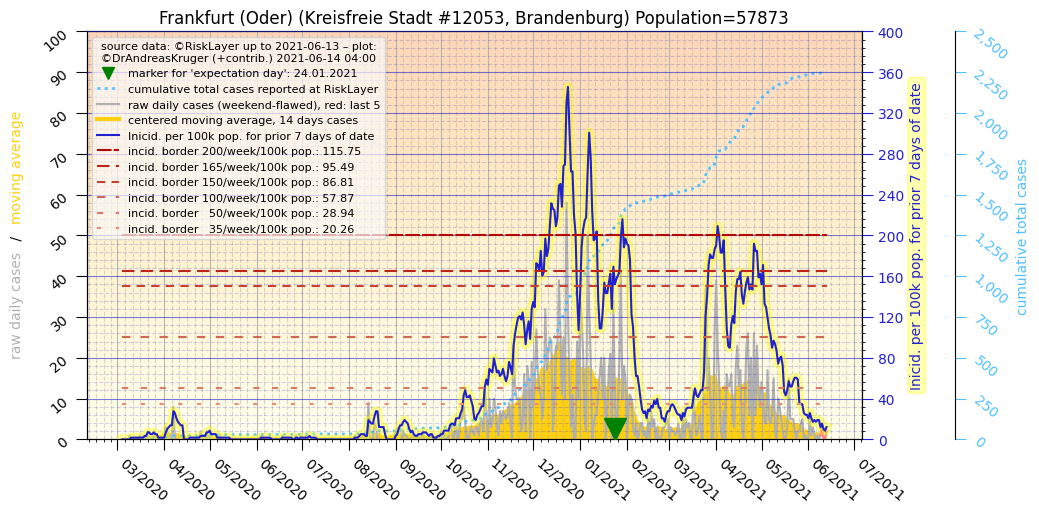 Frankfurt (Oder) (Kreisfreie Stadt #12053, Brandenburg) Population=57873
source data: ©RiskLayer up to 2021-06-13 – plot:
©DrAndreasKruger (+contrib.) 2021-06-14 04:00
marker for 'expectation day': 24.01.2021
cumulative total cases reported at RiskLayer
raw daily cases (weekend-flawed), red: last 5
centered moving average, 14 days cases
Inicid. per 100k pop. for prior 7 days of date
incid. border 200/week/100k pop.: 115.75
incid. border 165/week/100k pop.: 95.49
incid. border 150/week/100k pop.: 86.81
incid. border 100/week/100k pop.: 57.87
incid. border   50/week/100k pop.: 28.94
incid. border   35/week/100k pop.: 20.26
raw daily cases  /  moving average
100
90
80
70
60
50
40
30
20
10
0
400
360
320
280
240
200
160
120
80
40
0
Inicid. per 100k pop. for prior 7 days of date
2,500
2,250
2,000
1,750
1,500
1,250
1,000
750
500
250
0
cumulative total cases
03/2020
04/2020
05/2020
06/2020
07/2020
08/2020
09/2020
10/2020
11/2020
12/2020
01/2021
02/2021
03/2021
04/2021
05/2021
06/2021
07/2021